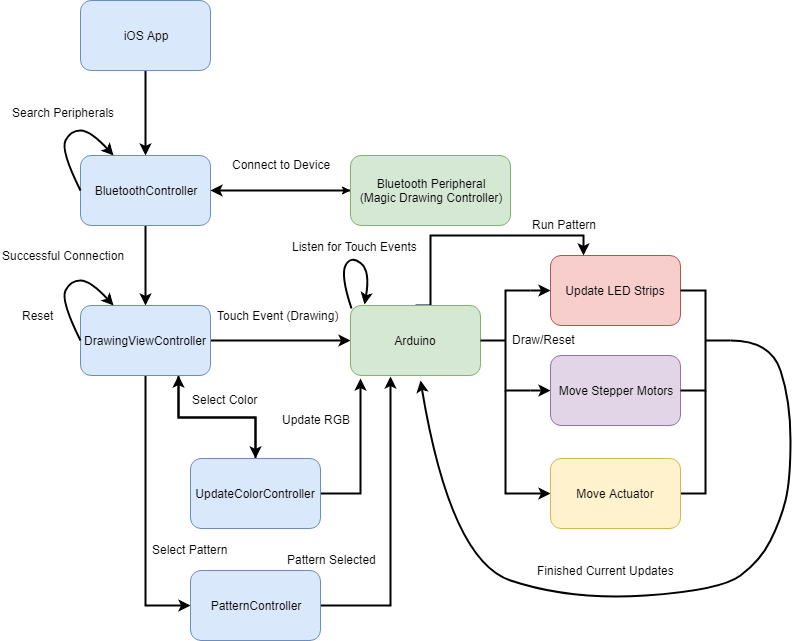 iOS App
Search Peripherals
Connect to Device
BluetoothController
Bluetooth Peripheral
(Magic Drawing Controller)
Run Pattern
Successful Connection
Listen for Touch Events
Update LED Strips
Reset
Touch Event (Drawing)
DrawingViewController
Arduino
Draw/Reset
Move Stepper Motors
Select Color
Update RGB
UpdateColorController
Move Actuator
Select Pattern
Pattern Selected
Finished Current Updates
PatternController